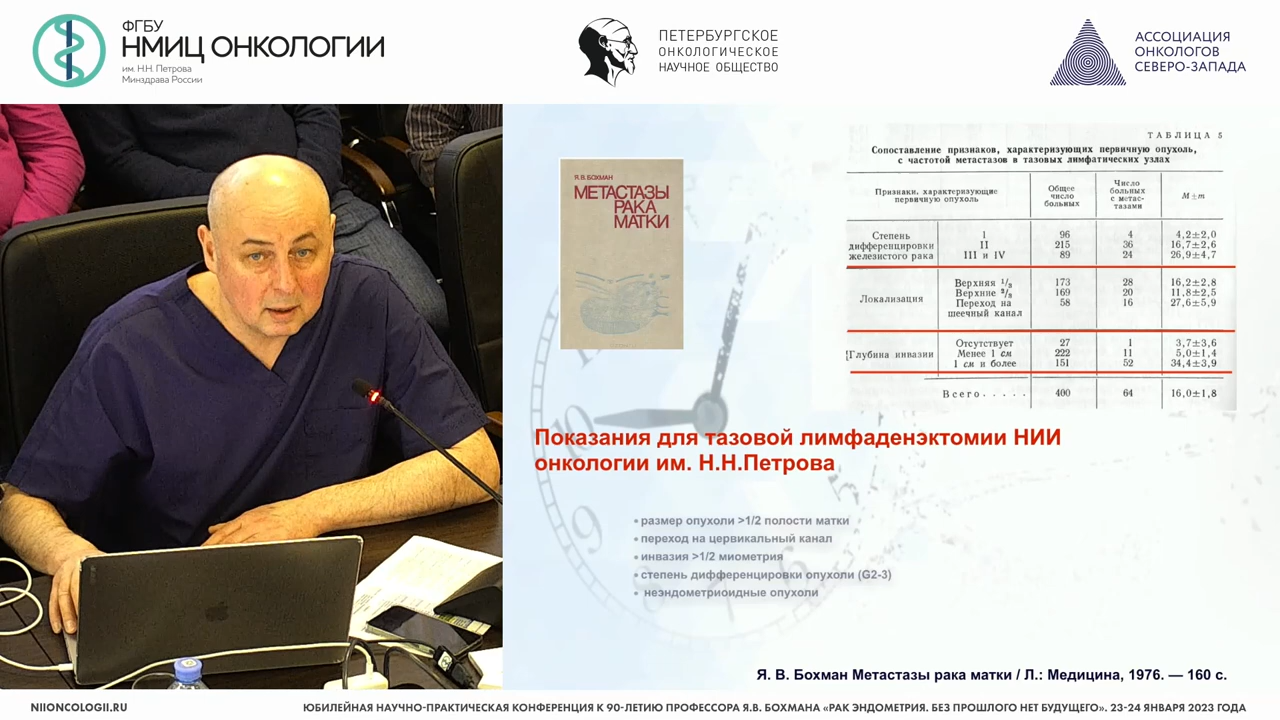 ФГБУ
НМИЦ ОНКОЛОГИИ
им. Н.Н. Петрова
Минздрава России
ПЕТЕРБУРГСКОЕ
ОНКОЛОГИЧЕСКОЕ
НАУЧНОЕ ОБЩЕСТВО
АССОЦИАЦИЯ
ОНКОЛОГОВ
СЕВЕРО-ЗАПАДА
Я. В. БОХМАН
МЕТАСТАЗЫ
РАКА
МАТКИ
ТАБЛИЦА 5
Сопоставление признаков, характеризующих первичную опухоль,
с частотой метастазов в тазовых лимфатических узлах
Признаки, характеризующие
первичную опухоль
Общее
число
больных
Число
больных
с метас-
тазами
М±m
Степень
дифференцировки
железистого рака
I 96 4 4,2±2,0
II 215 36 16,7±2,6
III и IV 89 24 26,9±4,7
Локализация
Верхняя 1/3 173 28 16,2±2,8
Верхние 2/3 169 20 11,8±2,5
Переход на 58 16 27,6±5,9
шеечный канал
Глубина инвазии
Отсутствует 27 1 3,7±3,6
Менее 1 см 222 11 5,0±1,4
1 см и более 151 52 34,4±3,9
Всего . . . . . 400 64 16,0±1,8
Показания для тазовой лимфаденэктомии НИИ
онкологии им. Н.Н.Петрова
• размер опухоли >1/2 полости матки
• переход на цервикальный канал
• инвазия >1/2 миометрия
• степень дифференцировки опухоли (G2-3)
• неэндометриоидные опухоли
10
9
Я. В. Бохман Метастазы рака матки / Л.: Медицина, 1976. — 160 с.
NIIONCOLOGII.RU
ЮБИЛЕЙНАЯ НАУЧНО-ПРАКТИЧЕСКАЯ КОНФЕРЕНЦИЯ К 90-ЛЕТИЮ ПРОФЕССОРА Я.В. БОХМАНА «РАК ЭНДОМЕТРИЯ. БЕЗ ПРОШЛОГО НЕТ БУДУЩЕГО». 23-24 ЯНВАРЯ 2023 ГОДА